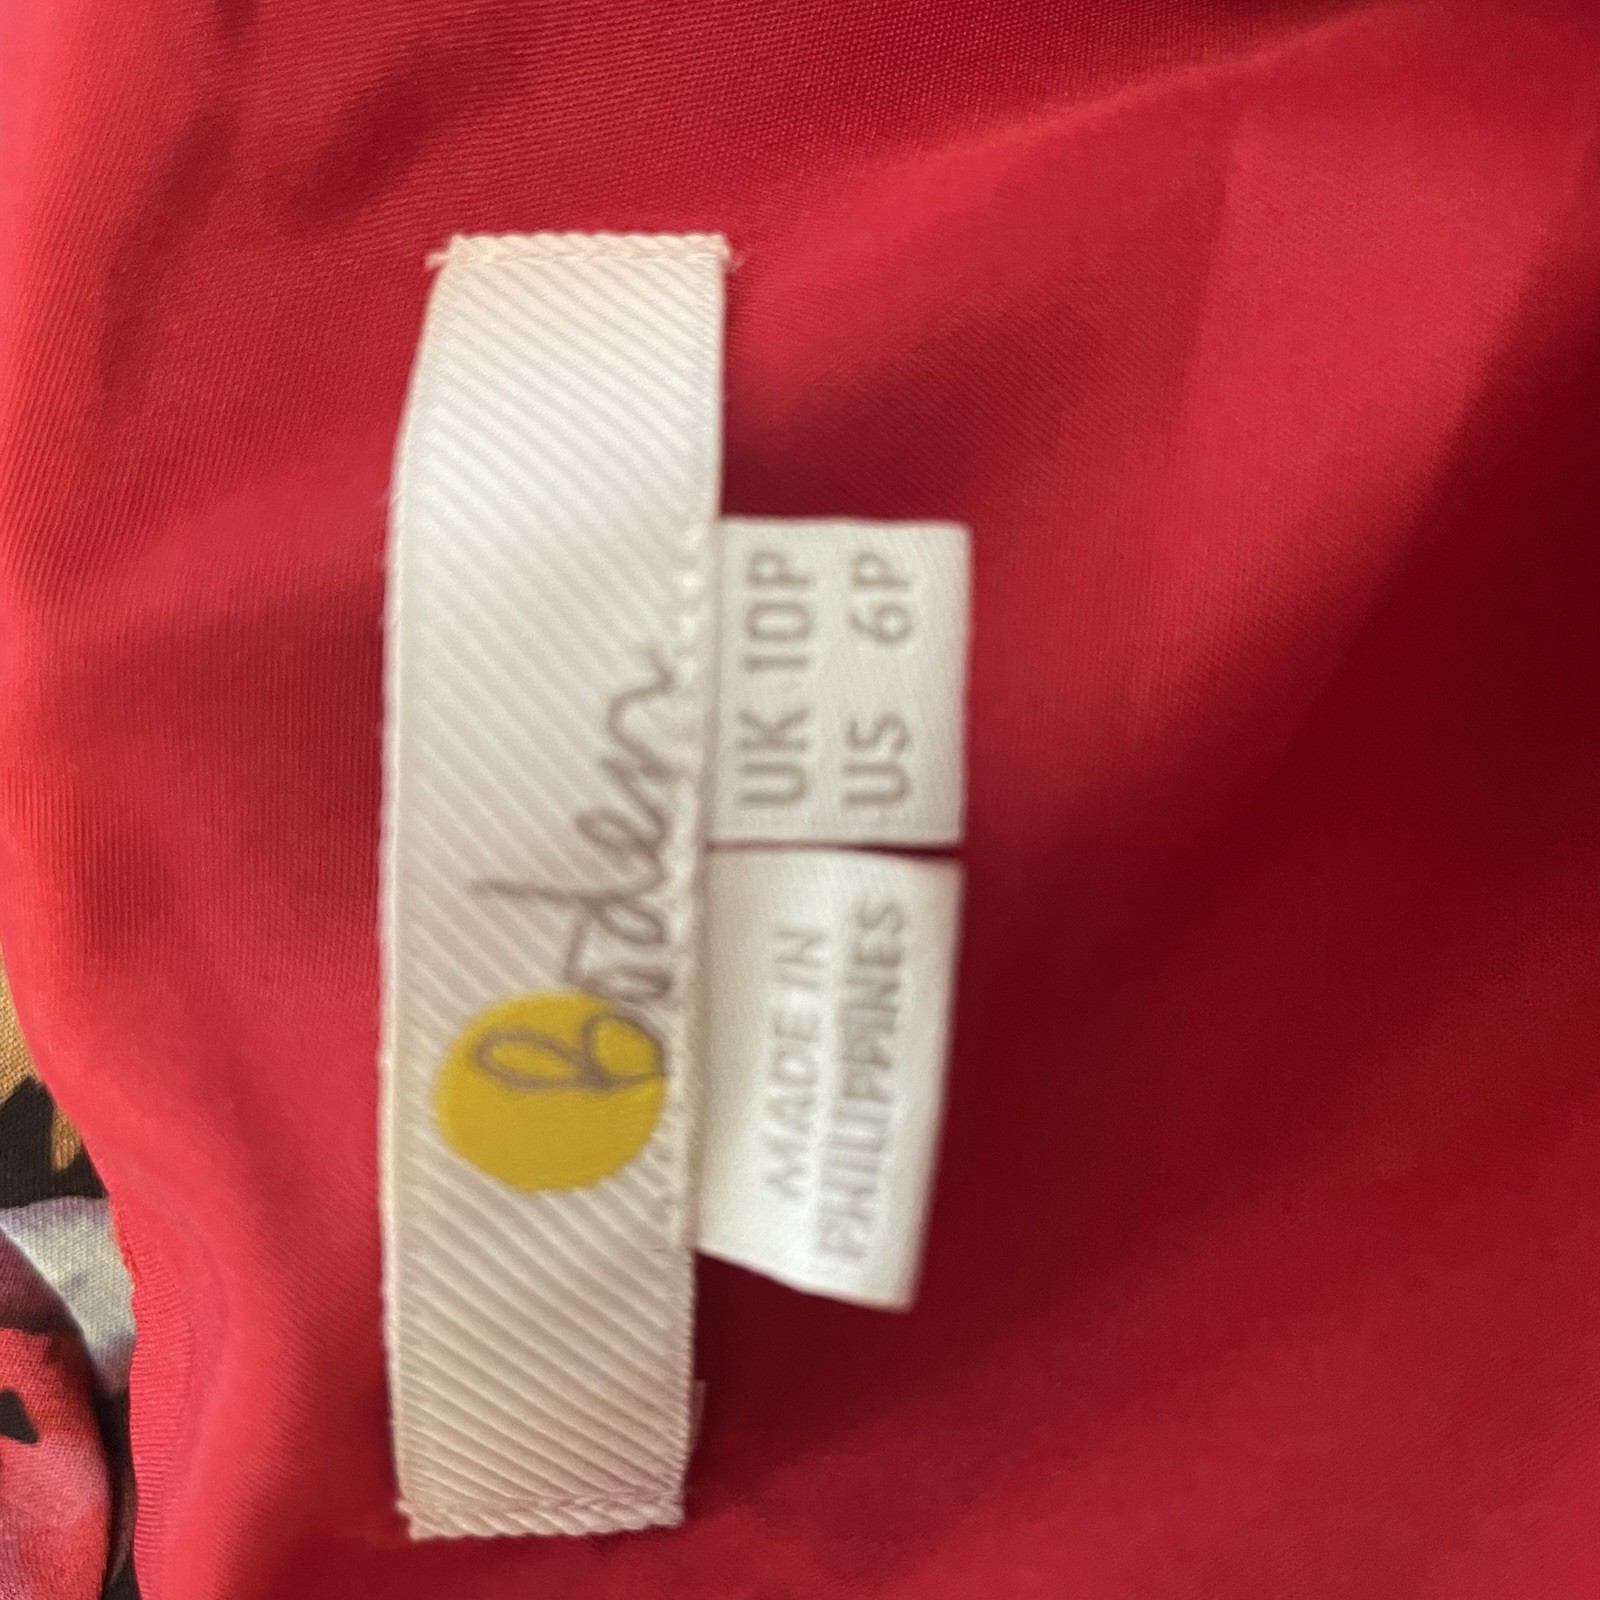 Boden
UK 10P
US 6P
MADE IN
PHILIPPINES